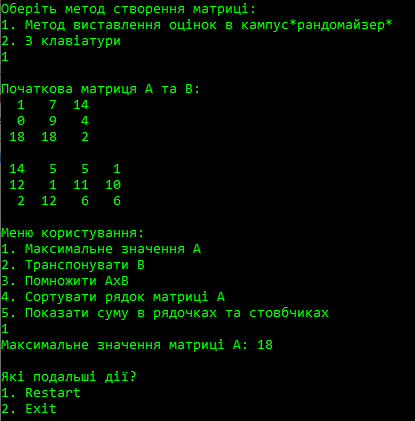 Оберіть метод створення матриці:
1. Метод виставлення оцінок в кампус*рандомайзер*
2. З клавіатури
1
Початкова матриця А та В:
1 7 14
0 9 4
18 18 2
14 5 5 1
12 1 11 10
2 12 6 6
Меню користування:
1. Максимальне значення А
2. Транспонувати В
3. Помножити АхВ
4. Сортувати рядок матриці А
5. Показати суму в рядочках та стовбчиках
1
Максимальне значення матриці А: 18
Які подальші дії?
1. Restart
2. Exit